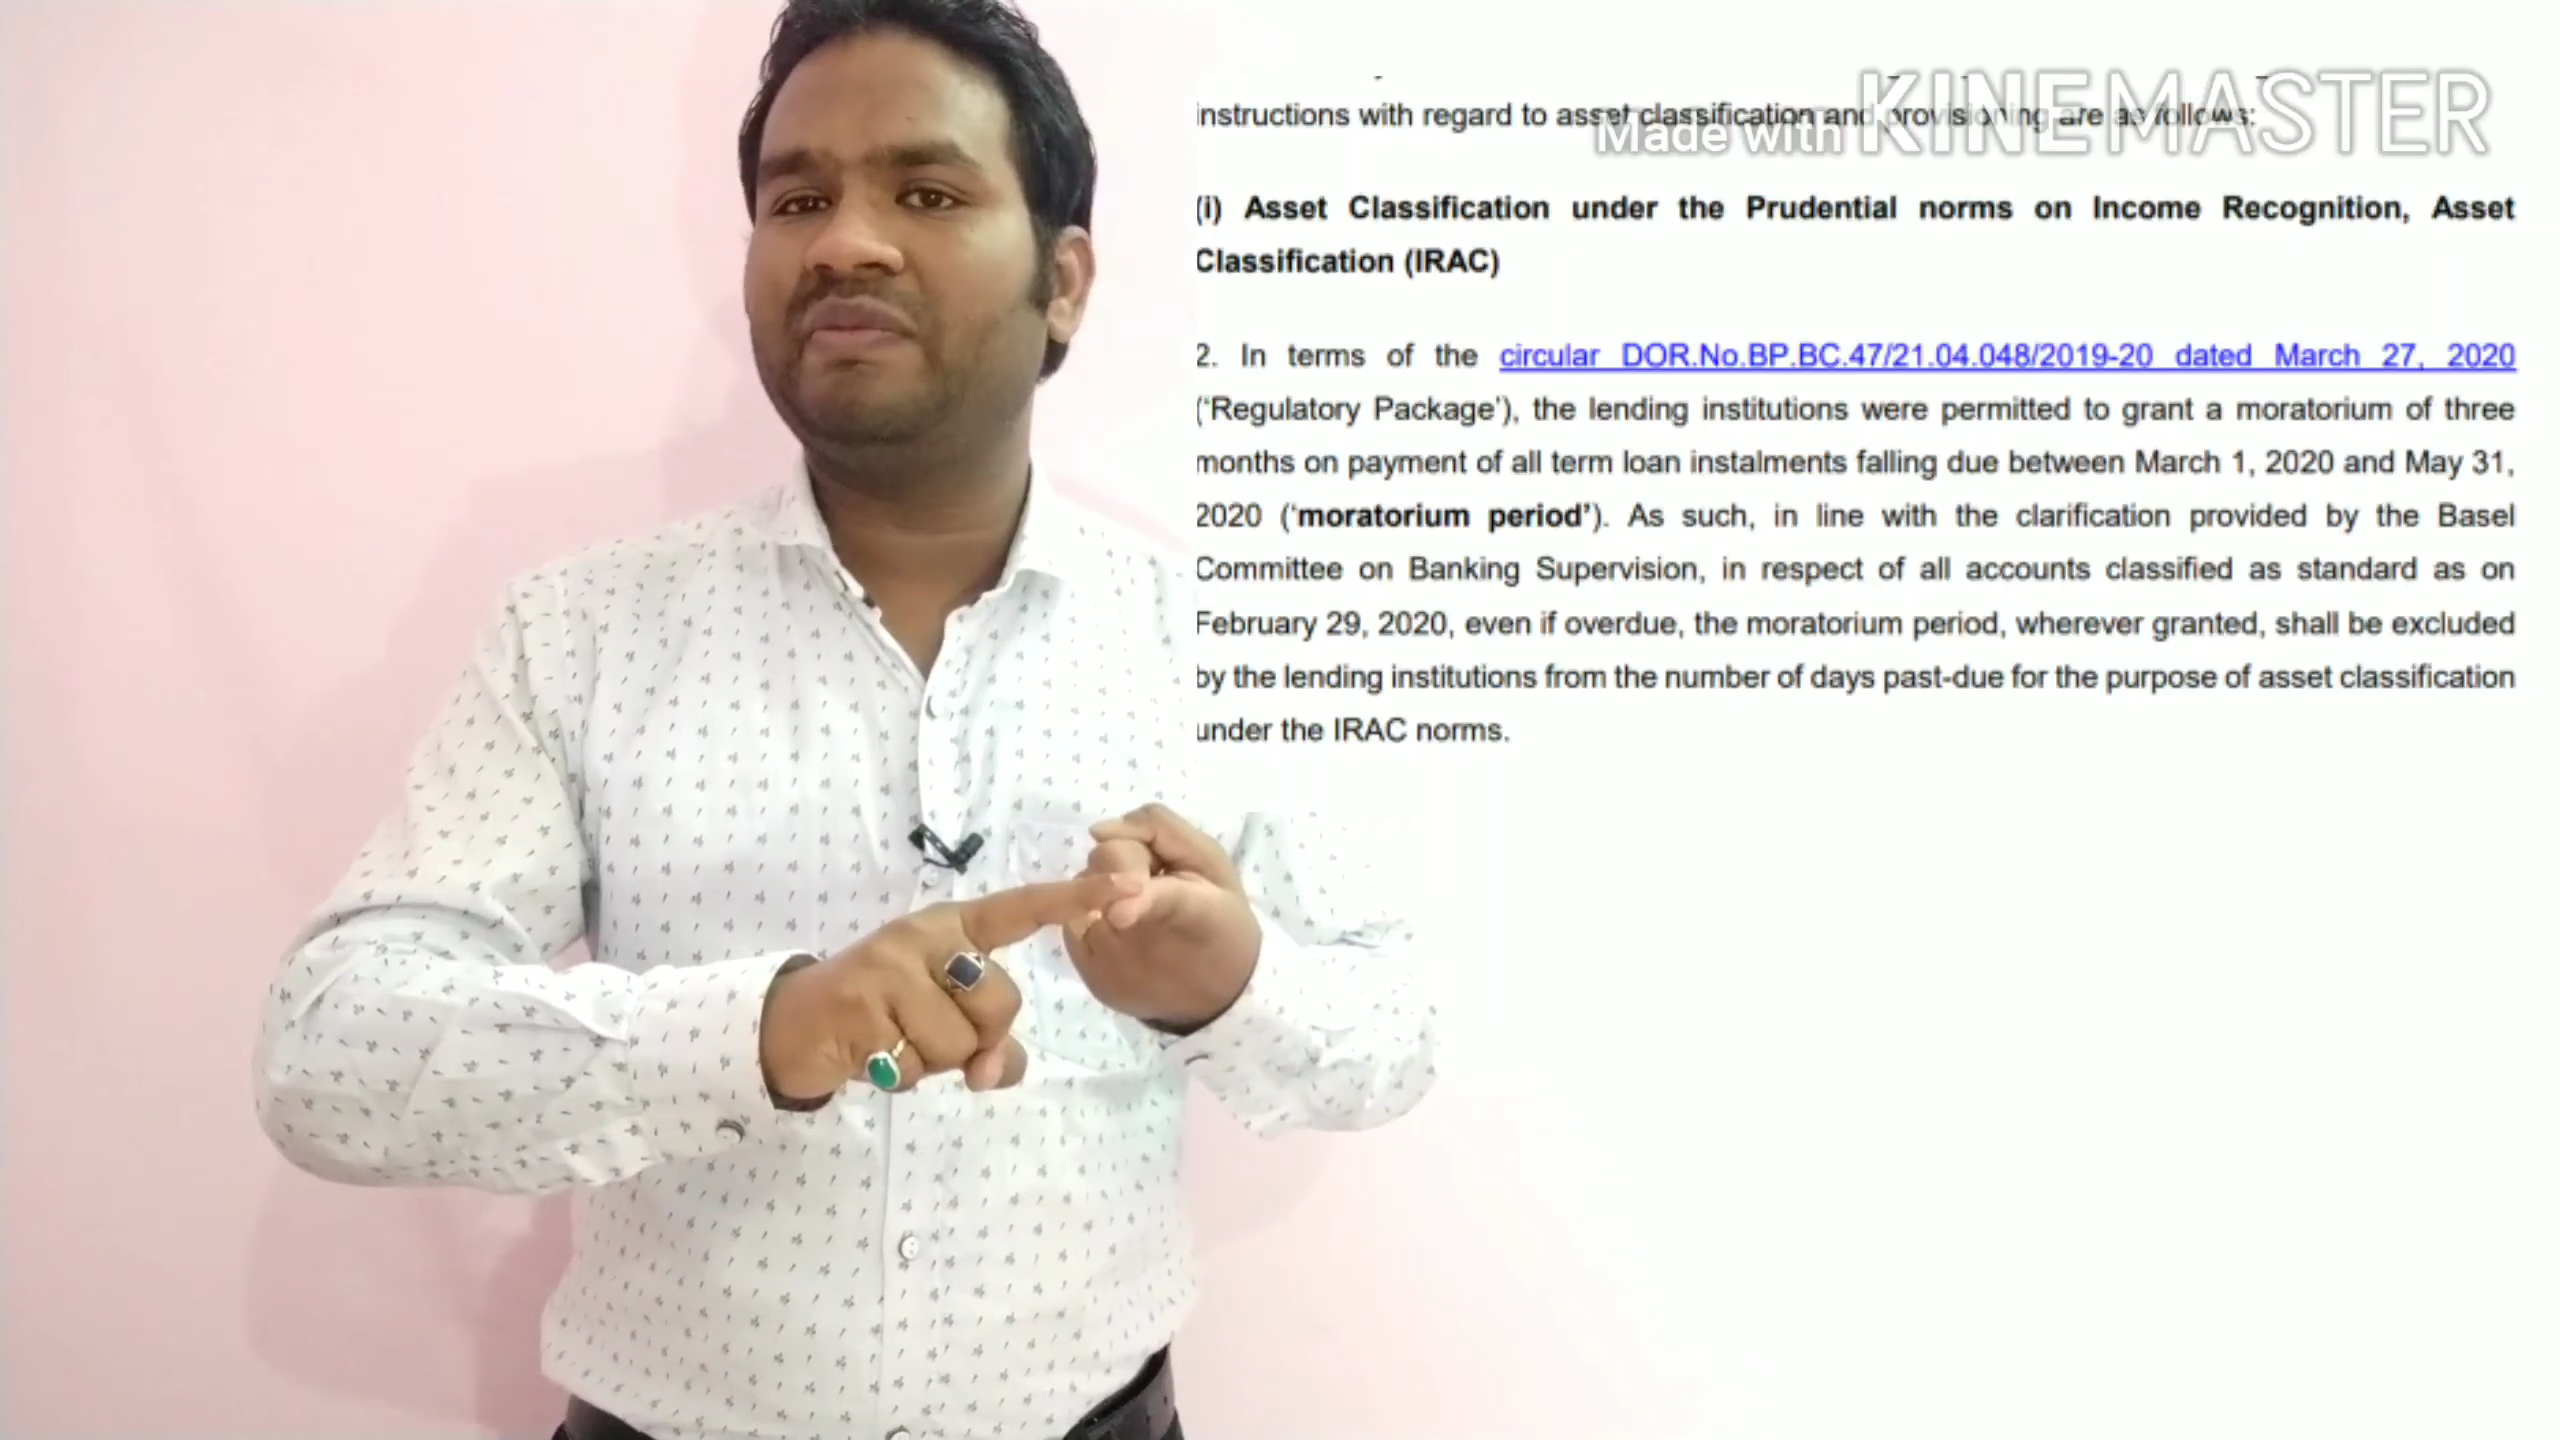 instructions with regard to asset classification and provisioning are as follows:
Made with KINEMASTER
(i) Asset Classification under the Prudential norms on Income Recognition, Asset
Classification (IRAC)
2. In terms of the circular DOR.No.BP.BC.47/21.04.048/2019-20 dated March 27, 2020
(‘Regulatory Package’), the lending institutions were permitted to grant a moratorium of three
months on payment of all term loan instalments falling due between March 1, 2020 and May 31,
2020 (‘moratorium period’). As such, in line with the clarification provided by the Basel
Committee on Banking Supervision, in respect of all accounts classified as standard as on
February 29, 2020, even if overdue, the moratorium period, wherever granted, shall be excluded
by the lending institutions from the number of days past-due for the purpose of asset classification
under the IRAC norms.